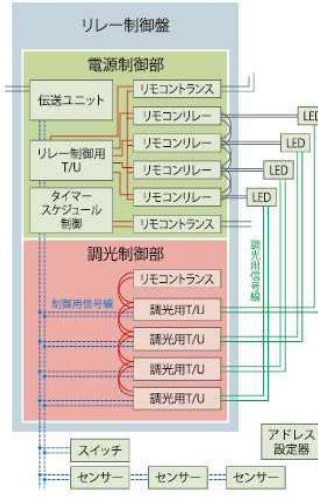 リレー制御盤
電源制御部
伝送ユニット
リモコントランス
リモコンリレー
LED
リレー制御用
T/U
リモコンリレー
LED
リモコンリレー
LED
リモコンリレー
LED
タイマー
スケジュール
制御
リモコントランス
調光制御部
調光用信号線
リモコントランス
制御用信号線
調光用T/U
調光用T/U
調光用T/U
調光用T/U
アドレス
設定器
スイッチ
センサー
センサー
センサー